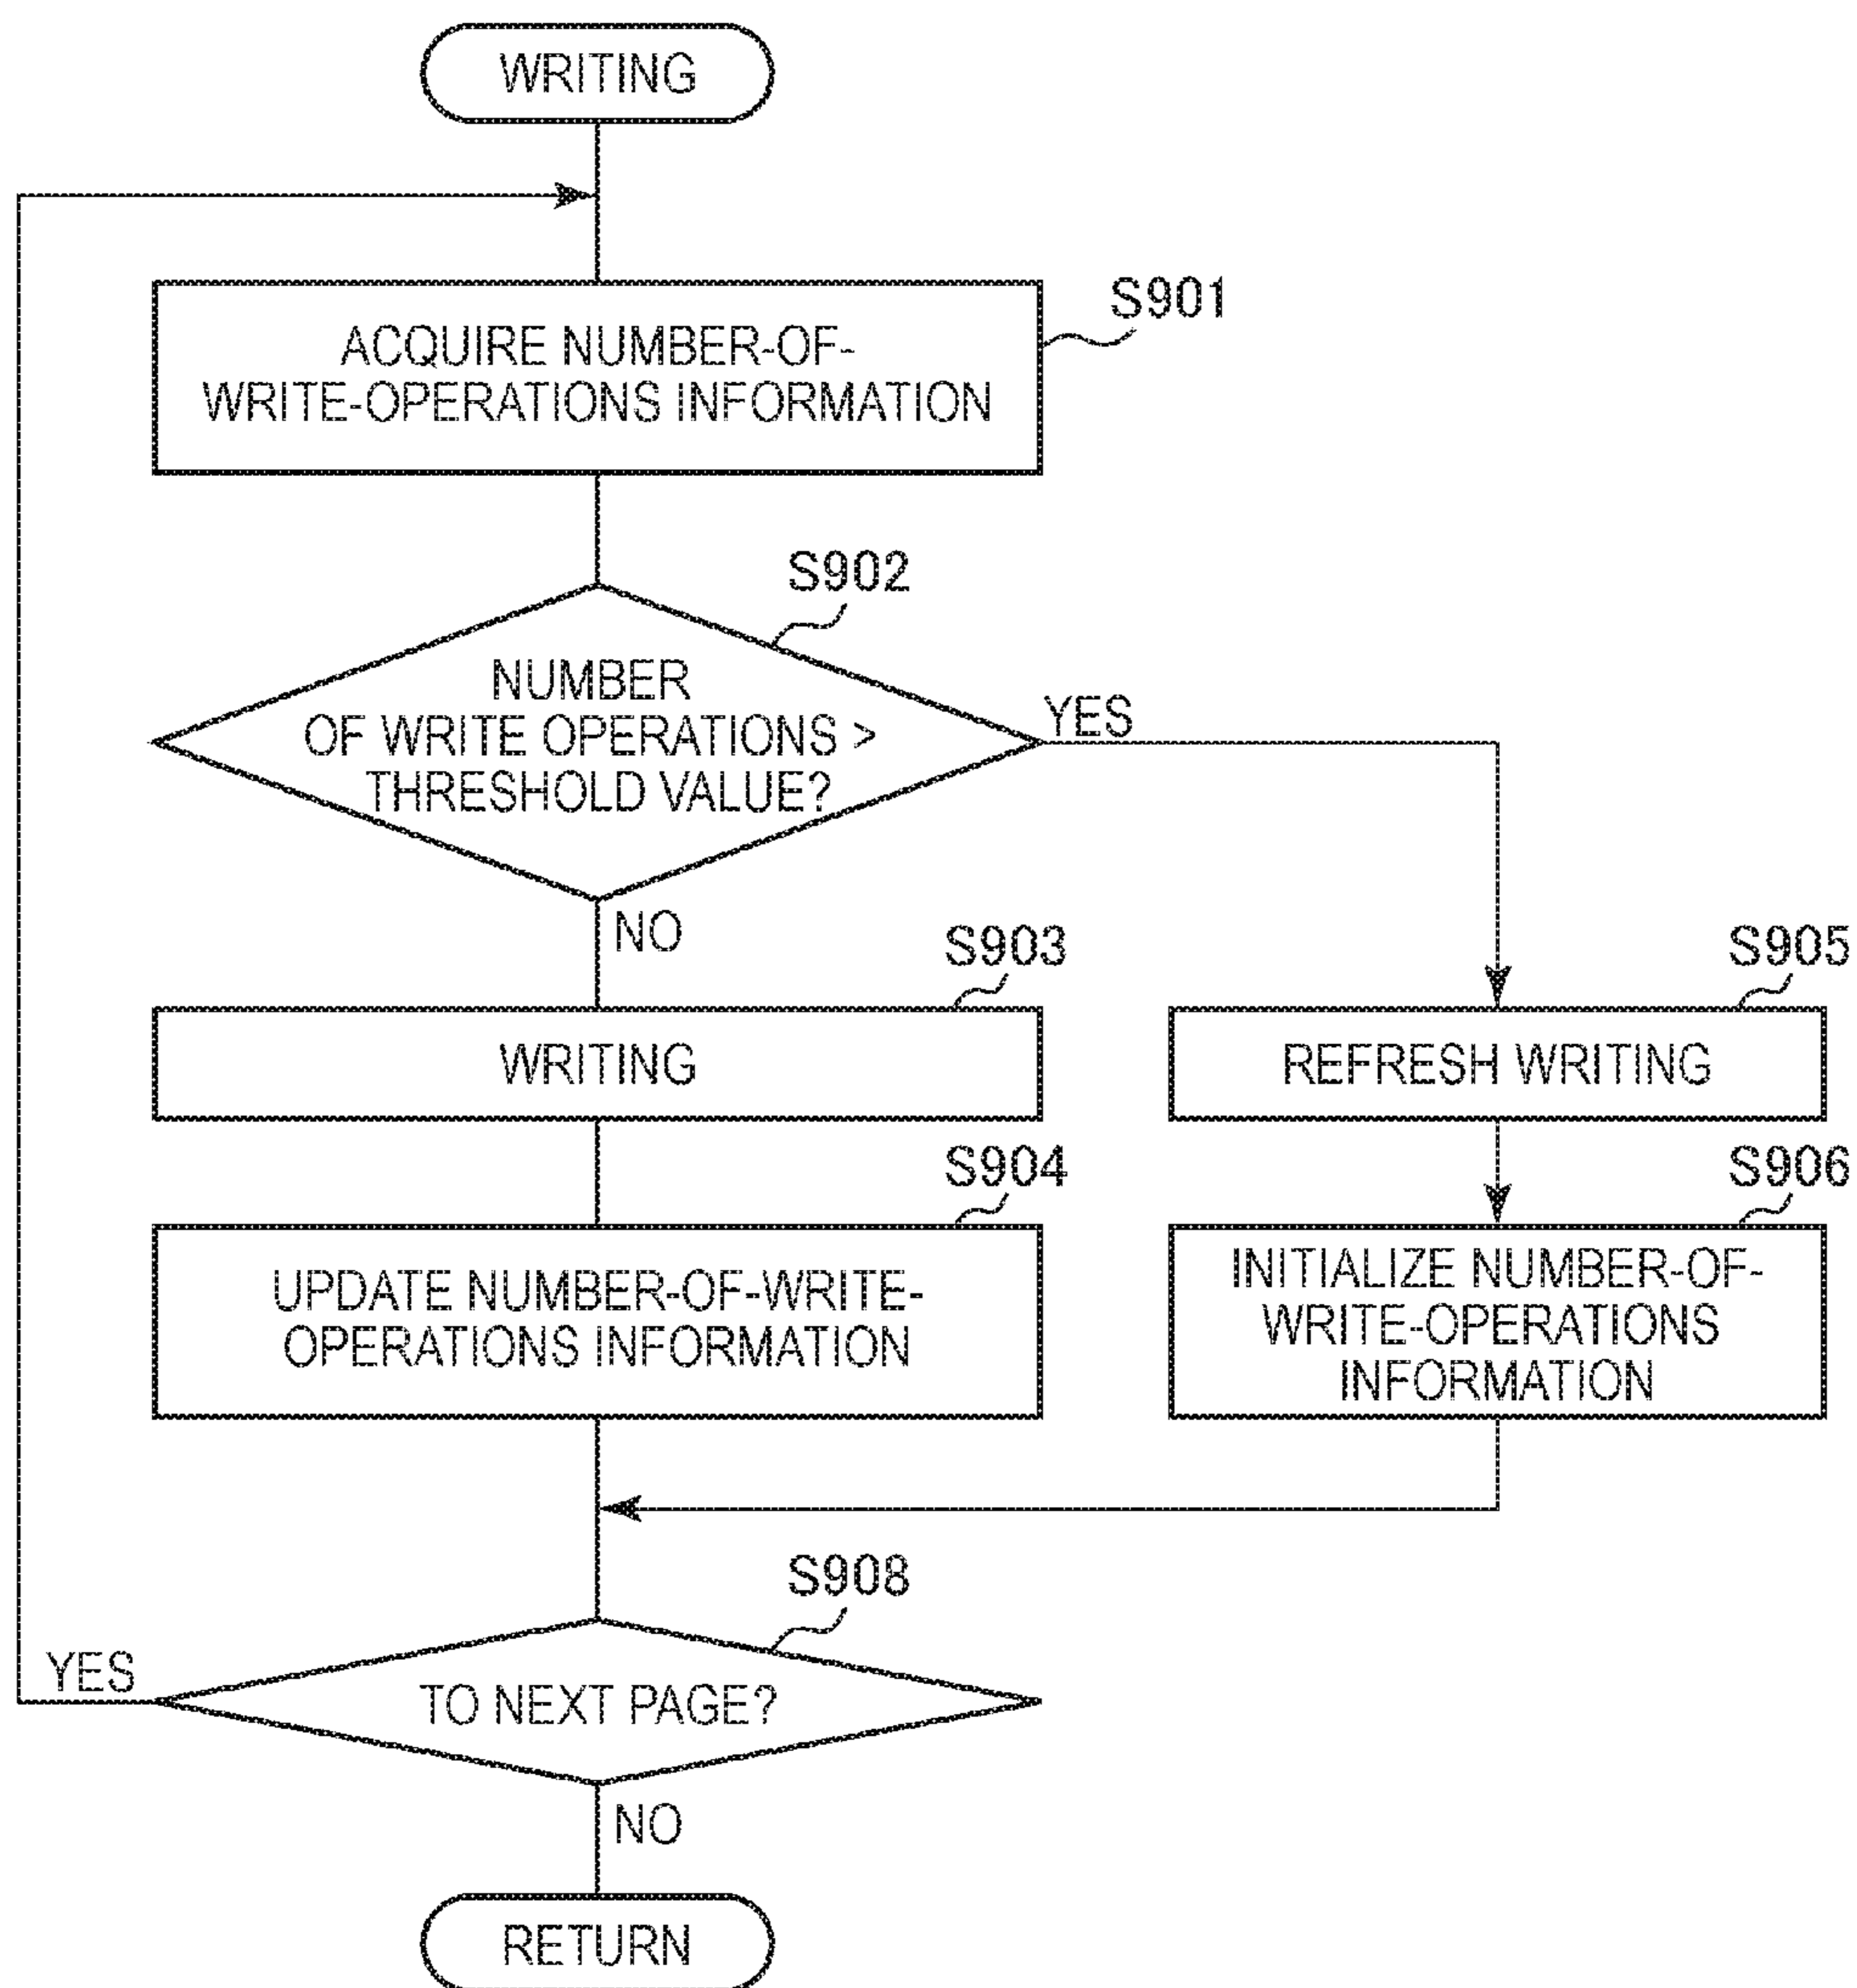 WRITING
S901
ACQUIRE NUMBER-OF-
WRITE-OPERATIONS INFORMATION
S902
NUMBER
OF WRITE OPERATIONS >
THRESHOLD VALUE?
YES
NO
S903
WRITING
S905
REFRESH WRITING
S904
UPDATE NUMBER-OF-WRITE-
OPERATIONS INFORMATION
S906
INITIALIZE NUMBER-OF-
WRITE-OPERATIONS
INFORMATION
S908
YES
TO NEXT PAGE?
NO
RETURN